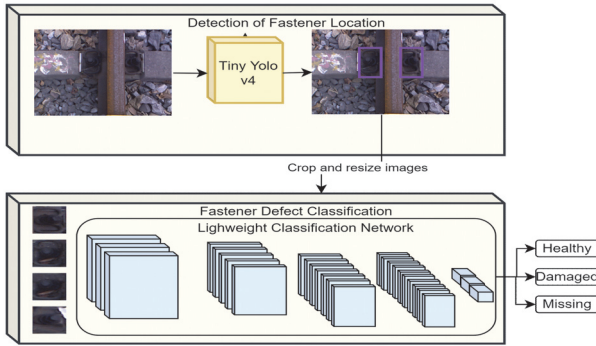 Detection of Fastener Location
Tiny Yolo
v4
Crop and resize images
Fastener Defect Classification
Lighweight Classification Network
Healthy
Damaged
Missing